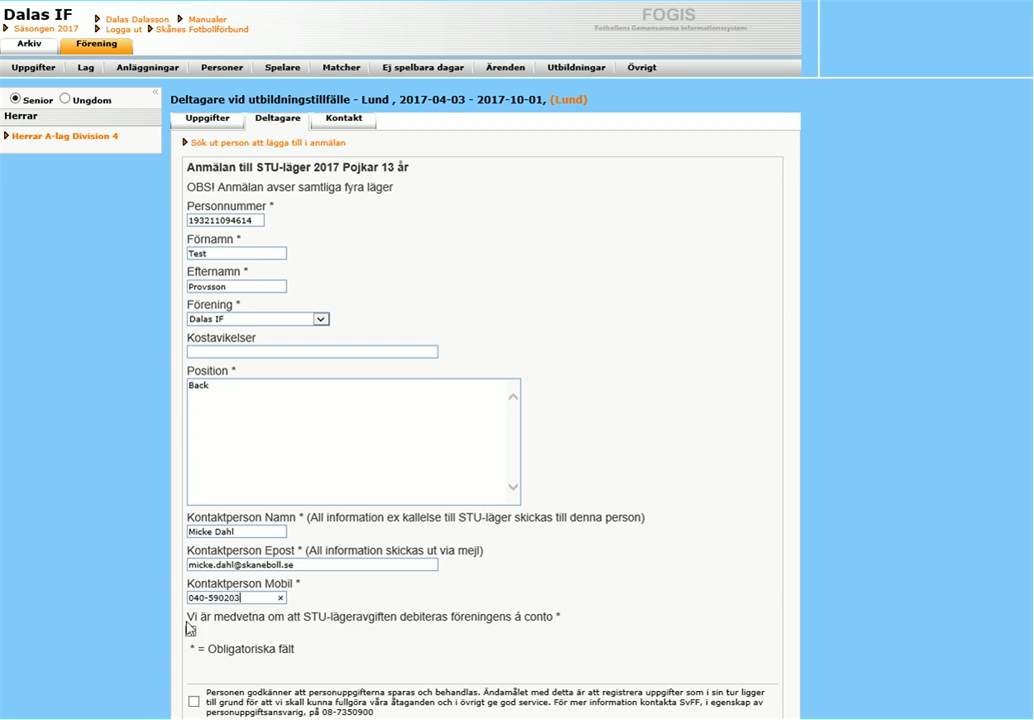 Dalas IF
Säsongen 2017
Dalas Dalasson
Manualer
Logga ut
Skånes Fotbollförbund
FOGIS
Fotbollens Gemensamma Informationssystem
Arkiv
Förening
Uppgifter
Lag
Anläggningar
Personer
Spelare
Matcher
Ej spelbara dagar
Ärenden
Utbildningar
Övrigt
Senior
Ungdom
«
Herrar
Herrar A-lag Division 4
Deltagare vid utbildningstillfälle - Lund , 2017-04-03 - 2017-10-01, (Lund)
Uppgifter
Deltagare
Kontakt
Sök ut person att lägga till i anmälan
Anmälan till STU-läger 2017 Pojkar 13 år
OBS! Anmälan avser samtliga fyra läger
Personnummer *
193211094614
Förnamn *
Test
Efternamn *
Provsson
Förening *
Dalas IF
Kostavikelser
Position *
Back
Kontaktperson Namn * (All information ex kallelse till STU-läger skickas till denna person)
Micke Dahl
Kontaktperson Epost * (All information skickas ut via mejl)
micke.dahl@skaneboll.se
Kontaktperson Mobil *
040-590203 ×
Vi är medvetna om att STU-lägeravgiften debiteras föreningens á conto *
* = Obligatoriska fält
Personen godkänner att personuppgifterna sparas och behandlas. Ändamålet med detta är att registrera uppgifter som i sin tur ligger
till grund för att vi skall kunna fullgöra våra åtaganden och i övrigt ge god service. För mer information kontakta SvFF, i egenskap av
personuppgiftsansvarig, på 08-7350900